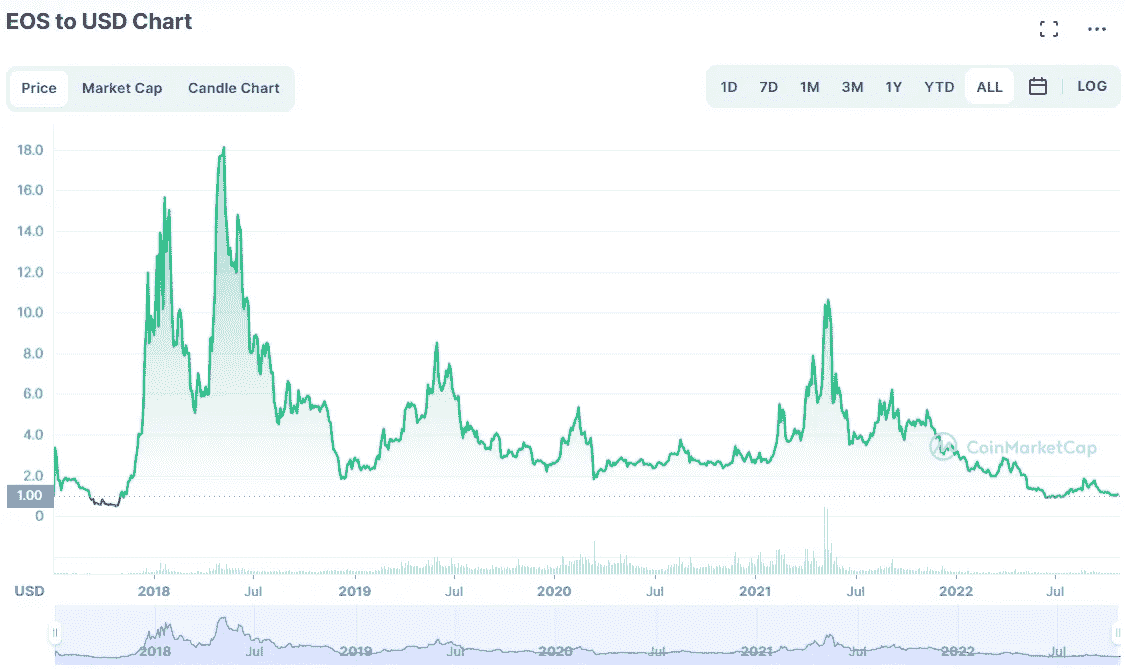 EOS to USD Chart
Price Market Cap Candle Chart 1D 7D 1M 3M 1Y YTD ALL LOG
18.0
16.0
14.0
12.0
10.0
8.0
6.0
4.0
CoinMarketCap
2.0
1.00
0
USD 2018 Jul 2019 Jul 2020 Jul 2021 Jul 2022 Jul
2018 Jul 2019 Jul 2020 Jul 2021 Jul 2022 Jul